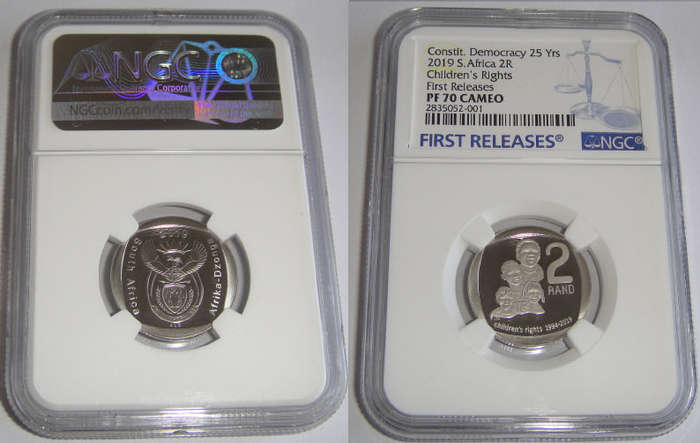 NGC
NGCcoin.com
2019
South Africa
Afrika-Dzonga
Constit. Democracy 25 Yrs
2019 S.Africa 2R
Children's Rights
First Releases
PF 70 CAMEO
2835052-001
FIRST RELEASES®
NGC
2
RAND
children's rights 1994-2019